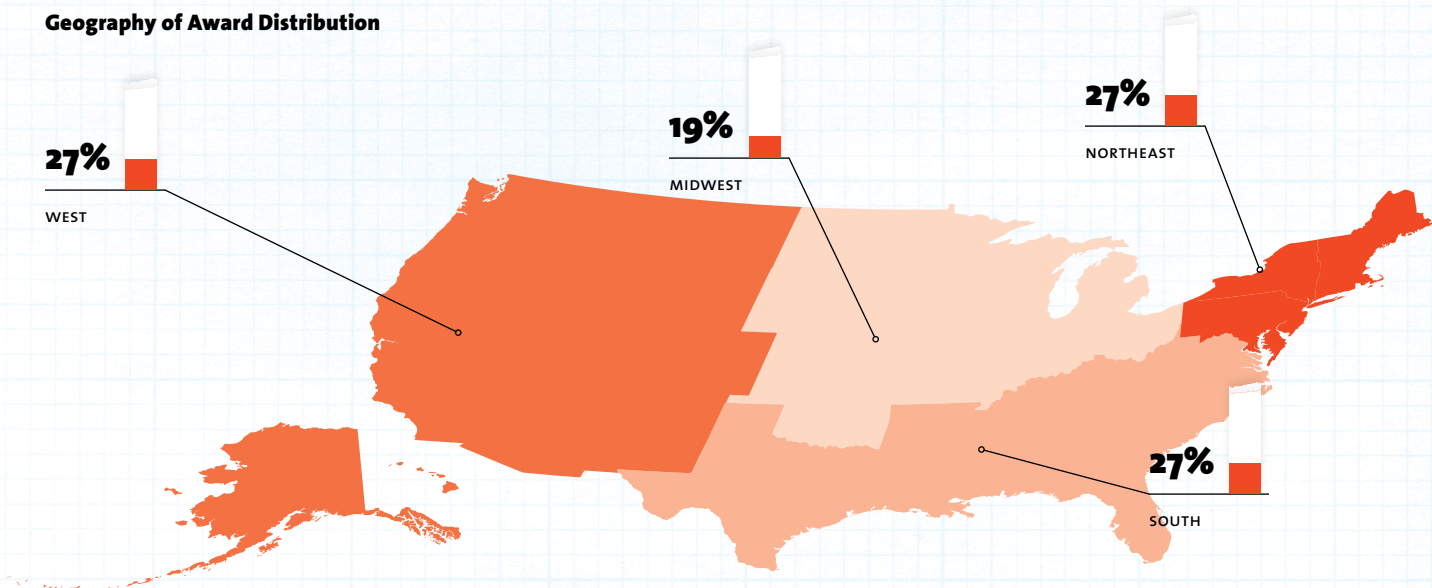 Geography of Award Distribution
27%
WEST
19%
MIDWEST
27%
NORTHEAST
27%
SOUTH